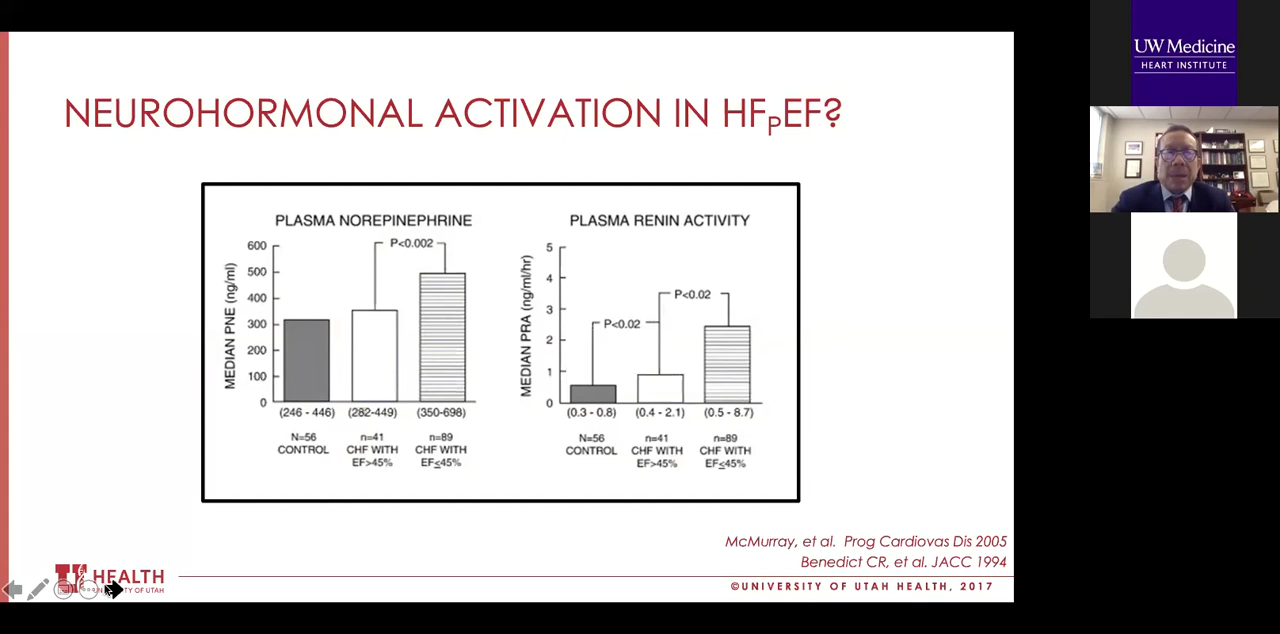 NEUROHORMONAL ACTIVATION IN HFPEF?
PLASMA NOREPINEPHRINE
MEDIAN PNE (ng/ml)
600
500
400
300
200
100
0
P<0.002
(246 - 446)
(282-449)
(350-698)
N=56
CONTROL
n=41
CHF WITH
EF>45%
n=89
CHF WITH
EF≤45%
PLASMA RENIN ACTIVITY
MEDIAN PRA (ng/ml/hr)
5
4
3
2
1
0
P<0.02
P<0.02
(0.3 - 0.8)
(0.4 - 2.1)
(0.5 - 8.7)
N=56
CONTROL
n=41
CHF WITH
EF>45%
n=89
CHF WITH
EF≤45%
McMurray, et al. Prog Cardiovas Dis 2005
Benedict CR, et al. JACC 1994
HEALTH
OF UTAH
©UNIVERSITY OF UTAH HEALTH, 2017
UW Medicine
HEART INSTITUTE